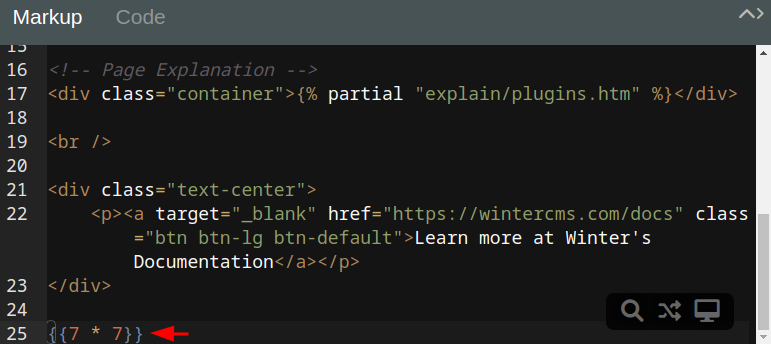 Markup Code
15
16 <!-- Page Explanation -->
17 <div class="container">{% partial "explain/plugins.htm" %}</div>
18
19 <br />
20
21 <div class="text-center">
22 <p><a target="_blank" href="https://wintercms.com/docs" class
="btn btn-lg btn-default">Learn more at Winter's
Documentation</a></p>
23 </div>
24
25 {{7 * 7}}